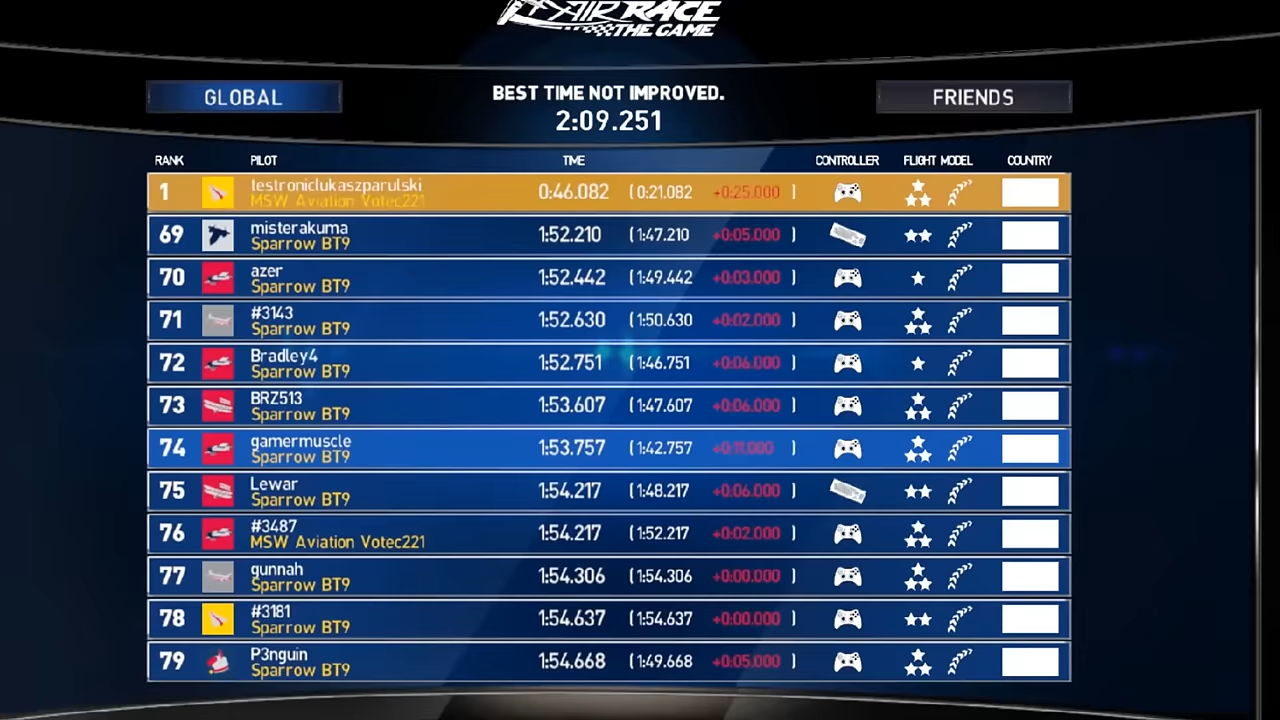 AIR RACE
THE GAME
GLOBAL
BEST TIME NOT IMPROVED.
FRIENDS
2:09.251
RANK PILOT TIME CONTROLLER FLIGHT MODEL COUNTRY
1 testroniclukaszparulski 0:46.082 [ 0:21.082 +0:25.000 ]
MSW Aviation Votec221
69 misterakuma 1:52.210 [ 1:47.210 +0:05.000 ]
Sparrow BT9
70 azer 1:52.442 [ 1:49.442 +0:03.000 ]
Sparrow BT9
71 #3143 1:52.630 [ 1:50.630 +0:02.000 ]
Sparrow BT9
72 Bradley4 1:52.751 [ 1:46.751 +0:06.000 ]
Sparrow BT9
73 BRZ513 1:53.607 [ 1:47.607 +0:06.000 ]
Sparrow BT9
74 gamermuscle 1:53.757 [ 1:42.757 +0:11.000 ]
Sparrow BT9
75 Lewar 1:54.217 [ 1:48.217 +0:06.000 ]
Sparrow BT9
76 #3487 1:54.217 [ 1:52.217 +0:02.000 ]
MSW Aviation Votec221
77 gunnah 1:54.306 [ 1:54.306 +0:00.000 ]
Sparrow BT9
78 #3181 1:54.637 [ 1:54.637 +0:00.000 ]
Sparrow BT9
79 P3nguin 1:54.668 [ 1:49.668 +0:05.000 ]
Sparrow BT9